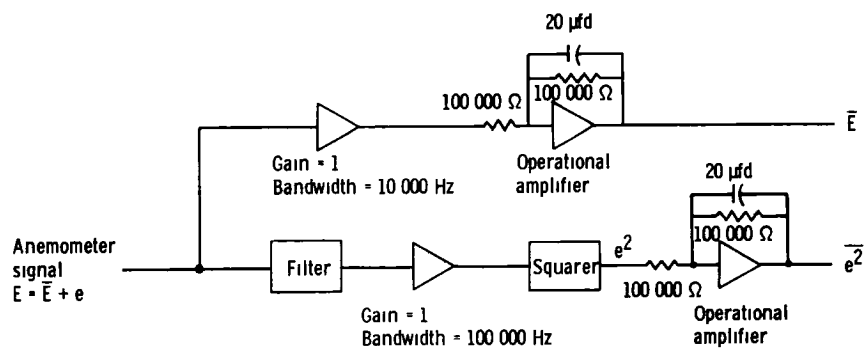 20 µfd
100 000 Ω
100 000 Ω
E̅
Gain = 1
Bandwidth = 10 000 Hz
Operational
amplifier
20 µfd
Anemometer
signal
E = E̅ + e
Filter
Squarer
e²
100 000 Ω
100 000 Ω
e̅²̅
Gain = 1
Bandwidth = 100 000 Hz
Operational
amplifier